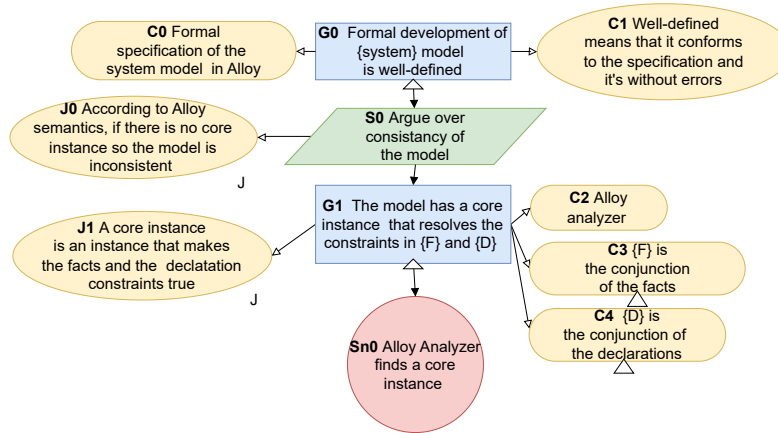 C0 Formal
specification of the
system model in Alloy
G0 Formal development of
{system} model
is well-defined
C1 Well-defined
means that it conforms
to the specification and
it's without errors
J0 According to Alloy
semantics, if there is no core
instance so the model is
inconsistent
J
S0 Argue over
consistancy of
the model
G1 The model has a core
instance that resolves the
constraints in {F} and {D}
J1 A core instance
is an instance that makes
the facts and the declatation
constraints true
J
C2 Alloy
analyzer
C3 {F} is
the conjunction
of the facts
C4 {D} is
the conjunction of
the declarations
Sn0 Alloy Analyzer
finds a core
instance